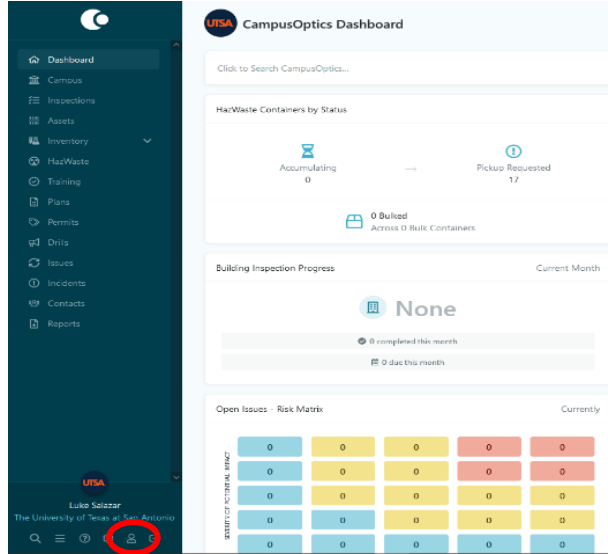 UTSA CampusOptics Dashboard
Dashboard
Campus
Inspections
Assets
Inventory
HazWaste
Training
Plans
Permits
Drills
Issues
Incidents
Contacts
Reports
UTSA
Luke Salazar
The University of Texas at San Antonio
Click to Search CampusOptics...
HazWaste Containers by Status
Accumulating
0
Pickup Requested
17
0 Bulked
Across 0 Bulk Containers
Building Inspection Progress Current Month
None
0 completed this month
0 due this month
Open Issues - Risk Matrix Currently
SEVERITY OF POTENTIAL IMPACT
0 0 0 0 0
0 0 0 0 0
0 0 0 0 0
0 0 0 0 0
0 0 0 0 0